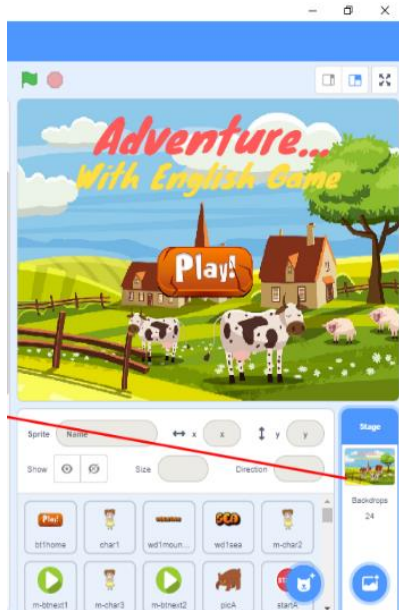 Adventure...
With English Game
Play!
Sprite Name x x y y
Show Size Direction
Stage
Backdrops
24
Play!
SEA
bt1home char1 wd1moun... wd1sea m-char2
m-btnext1 m-char3 m-btnext2 picA startA